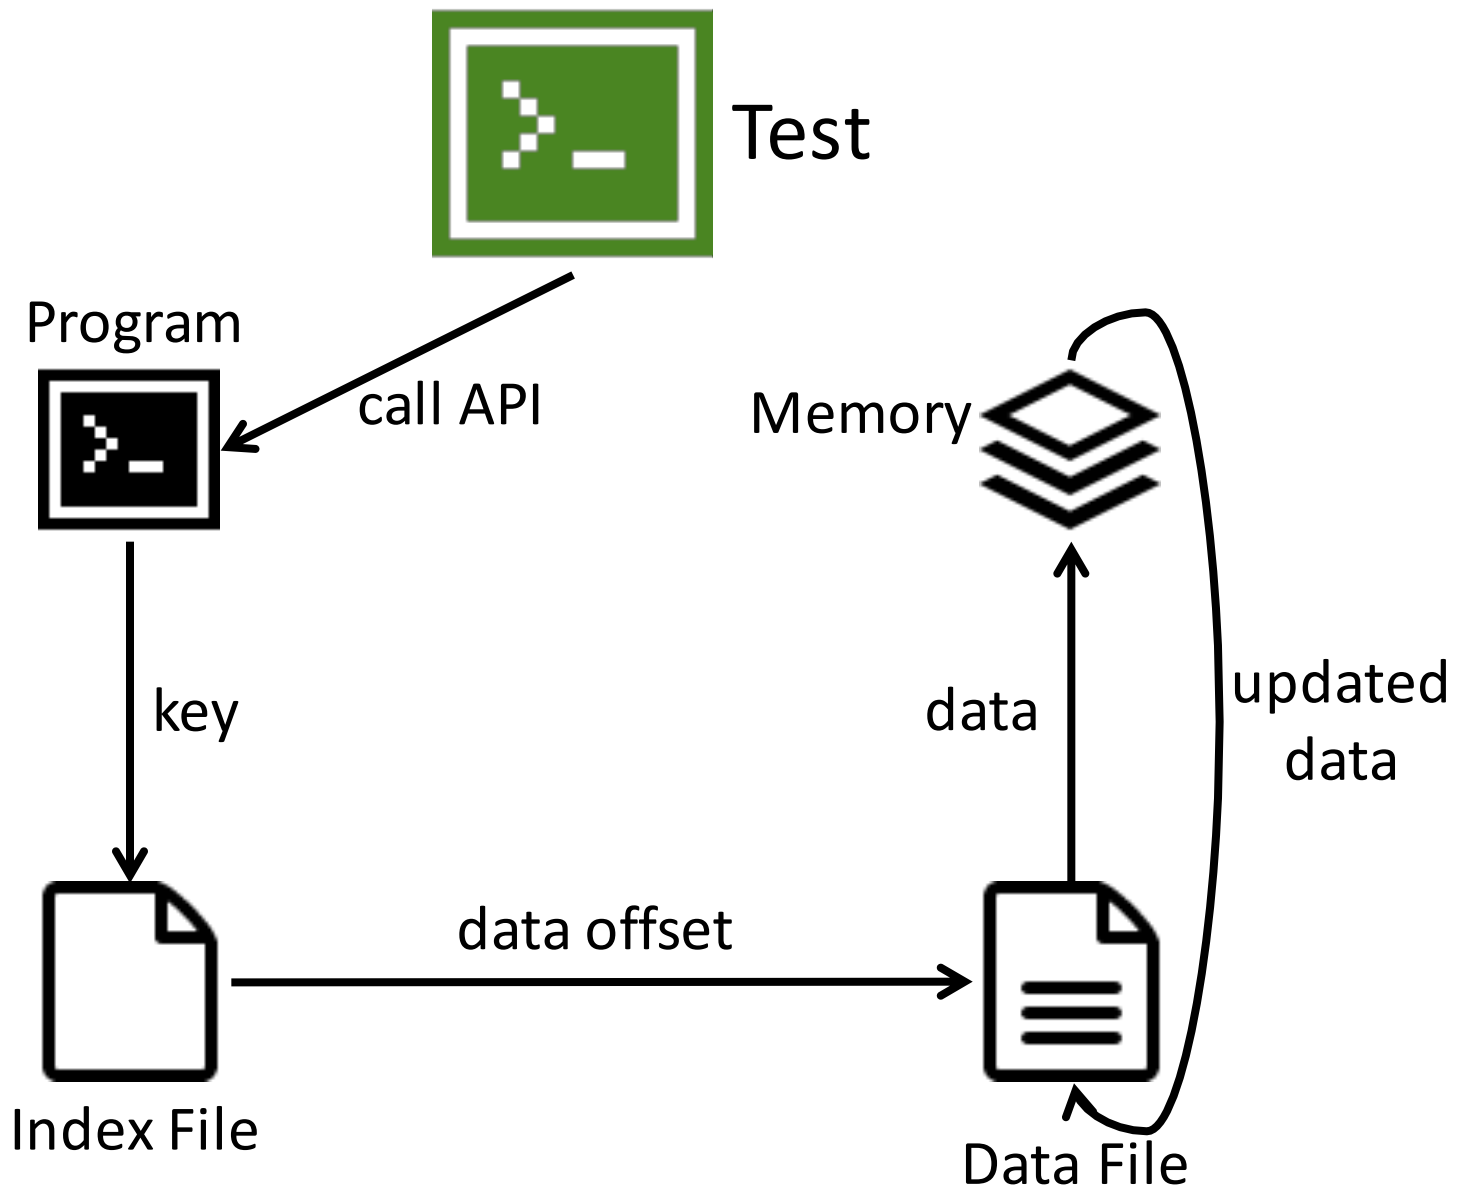 Test
Program
call API
Memory
key
data
updated
data
data offset
Index File
Data File